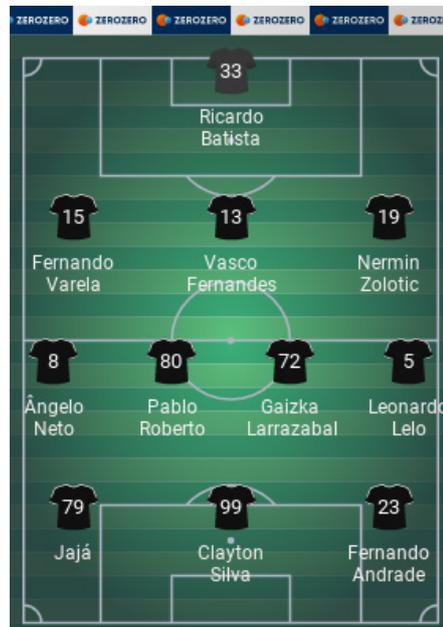 ZEROZERO ZEROZERO ZEROZERO ZEROZERO ZEROZERO ZEROZ
33
Ricardo
Batista
15 13 19
Fernando Vasco Nermin
Varela Fernandes Zolotic
8 80 72 5
Ângelo Pablo Gaizka Leonardo
Neto Roberto Larrazabal Lelo
79 99 23
Jajá Clayton Fernando
Silva Andrade